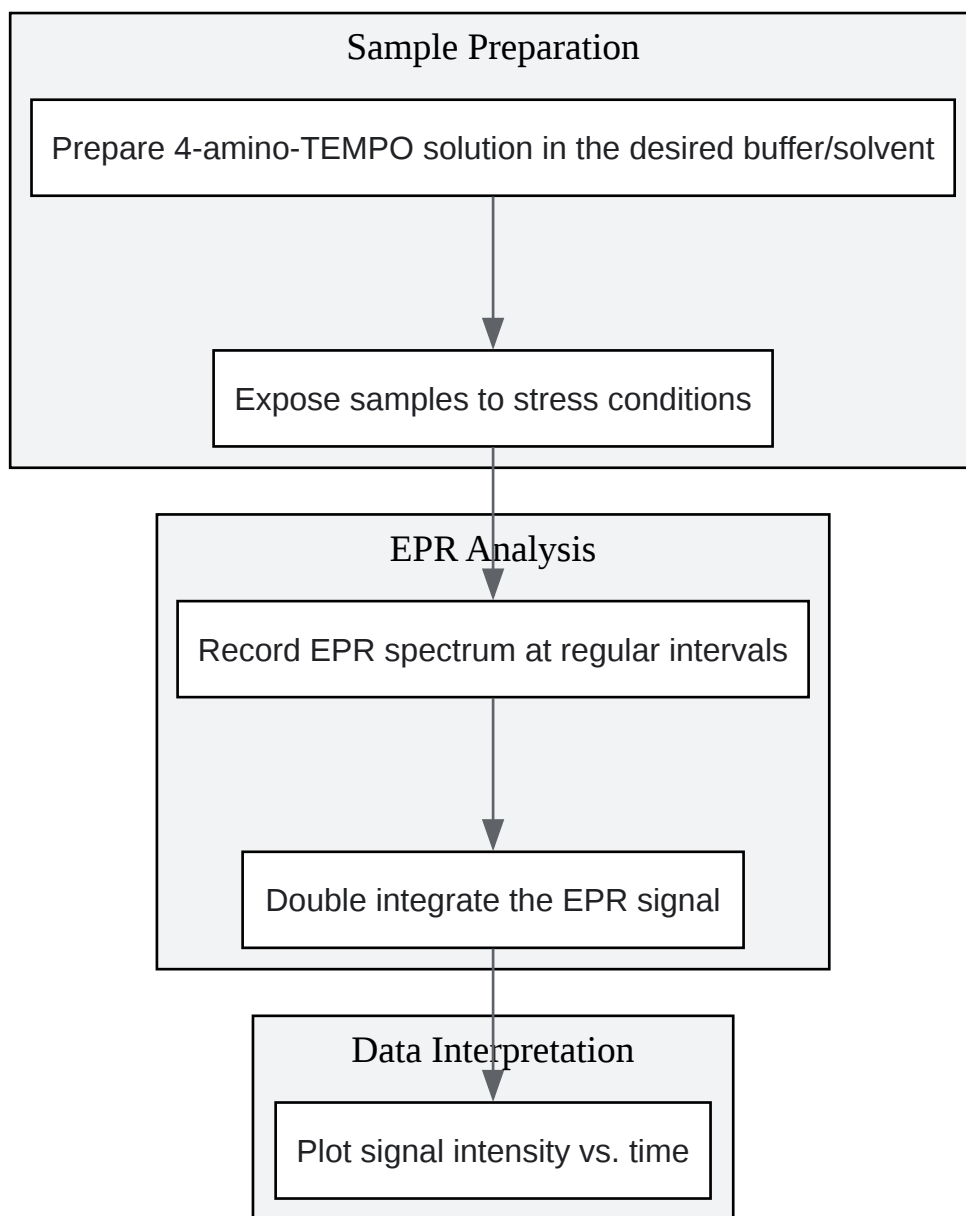 Sample Preparation
Prepare 4-amino-TEMPO solution in the desired buffer/solvent
Expose samples to stress conditions
EPR Analysis
Record EPR spectrum at regular intervals
Double integrate the EPR signal
Data Interpretation
Plot signal intensity vs. time